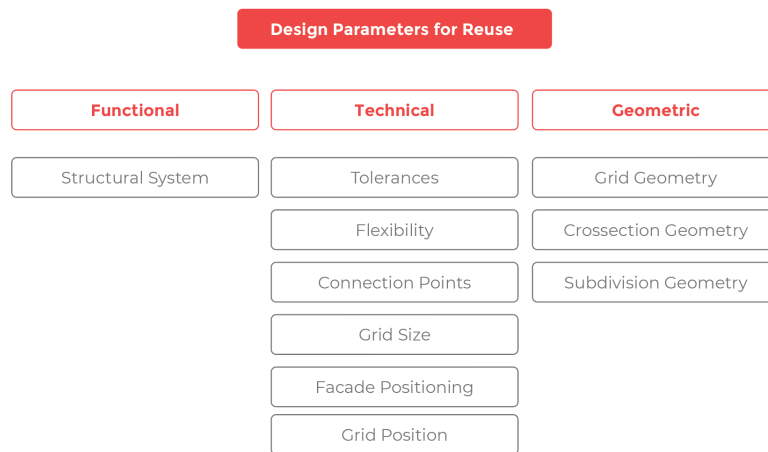 Design Parameters for Reuse
Functional
Technical
Geometric
Structural System
Tolerances
Grid Geometry
Flexibility
Crossection Geometry
Connection Points
Subdivision Geometry
Grid Size
Facade Positioning
Grid Position